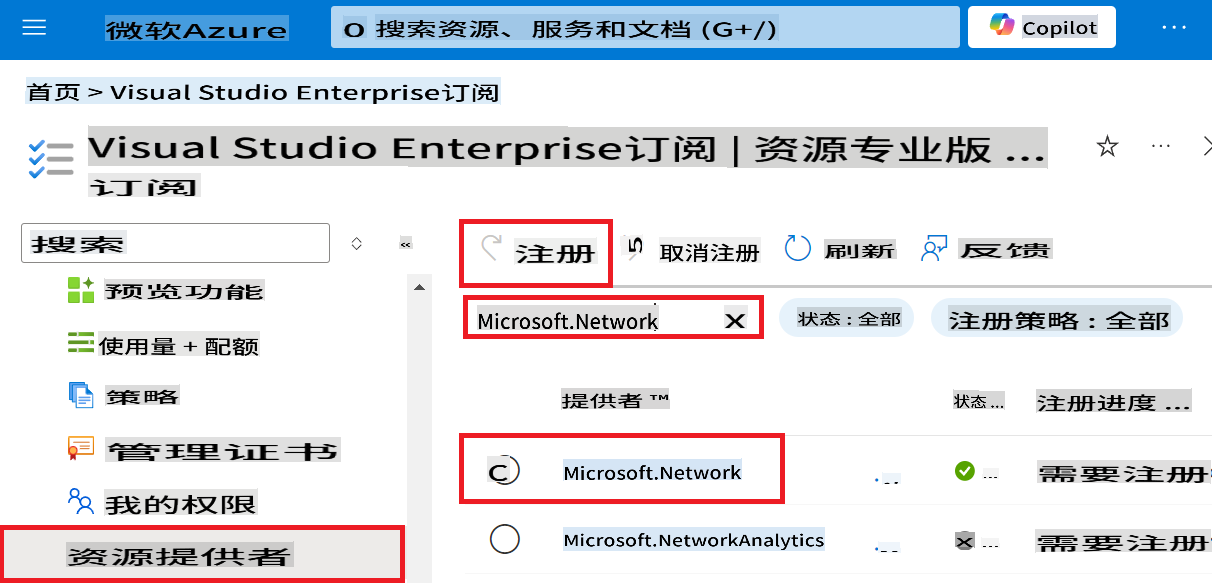 微软Azure
搜索资源、服务和文档 (G+/)
Copilot
首页 > Visual Studio Enterprise订阅
Visual Studio Enterprise订阅 | 资源专业版 ...
订阅
搜索
«
注册
取消注册
刷新
反馈
预览功能
Microsoft.Network
状态 : 全部
注册策略 : 全部
使用量 + 配额
策略
提供者 ™
状态 ...
注册进度 ...
管理证书
Microsoft.Network
需要注册
我的权限
Microsoft.NetworkAnalytics
需要注册
资源提供者